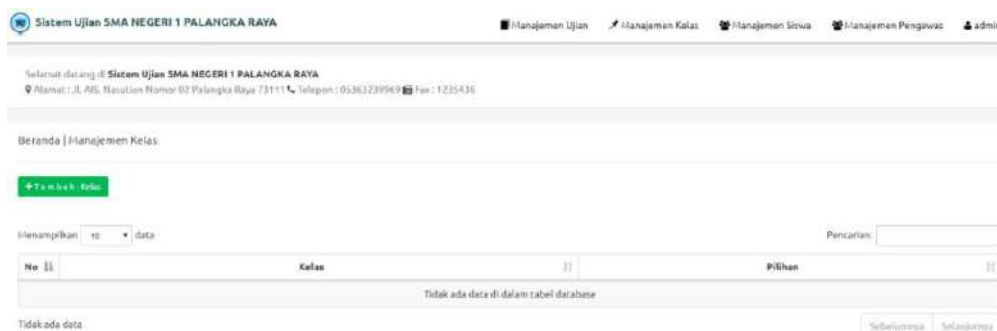 Sistem Ujian SMA NEGERI 1 PALANGKA RAYA
Manajemen Ujian Manajemen Kelas Manajemen Siswa Manajemen Pengawas admi
Selamat datang di Sistem Ujian SMA NEGERI 1 PALANGKA RAYA
Alamat : Jl. AIS. Nasution Nomor 02 Palangka Raya 73111 Telepon : 05363239969 Fax : 1235436
Beranda | Manajemen Kelas
+ Tambah Kelas
Menampilkan 10 data
Pencarian:
No Kelas Pilihan
Tidak ada data di dalam tabel database
Tidak ada data
Sebelumnya Selanjutnya